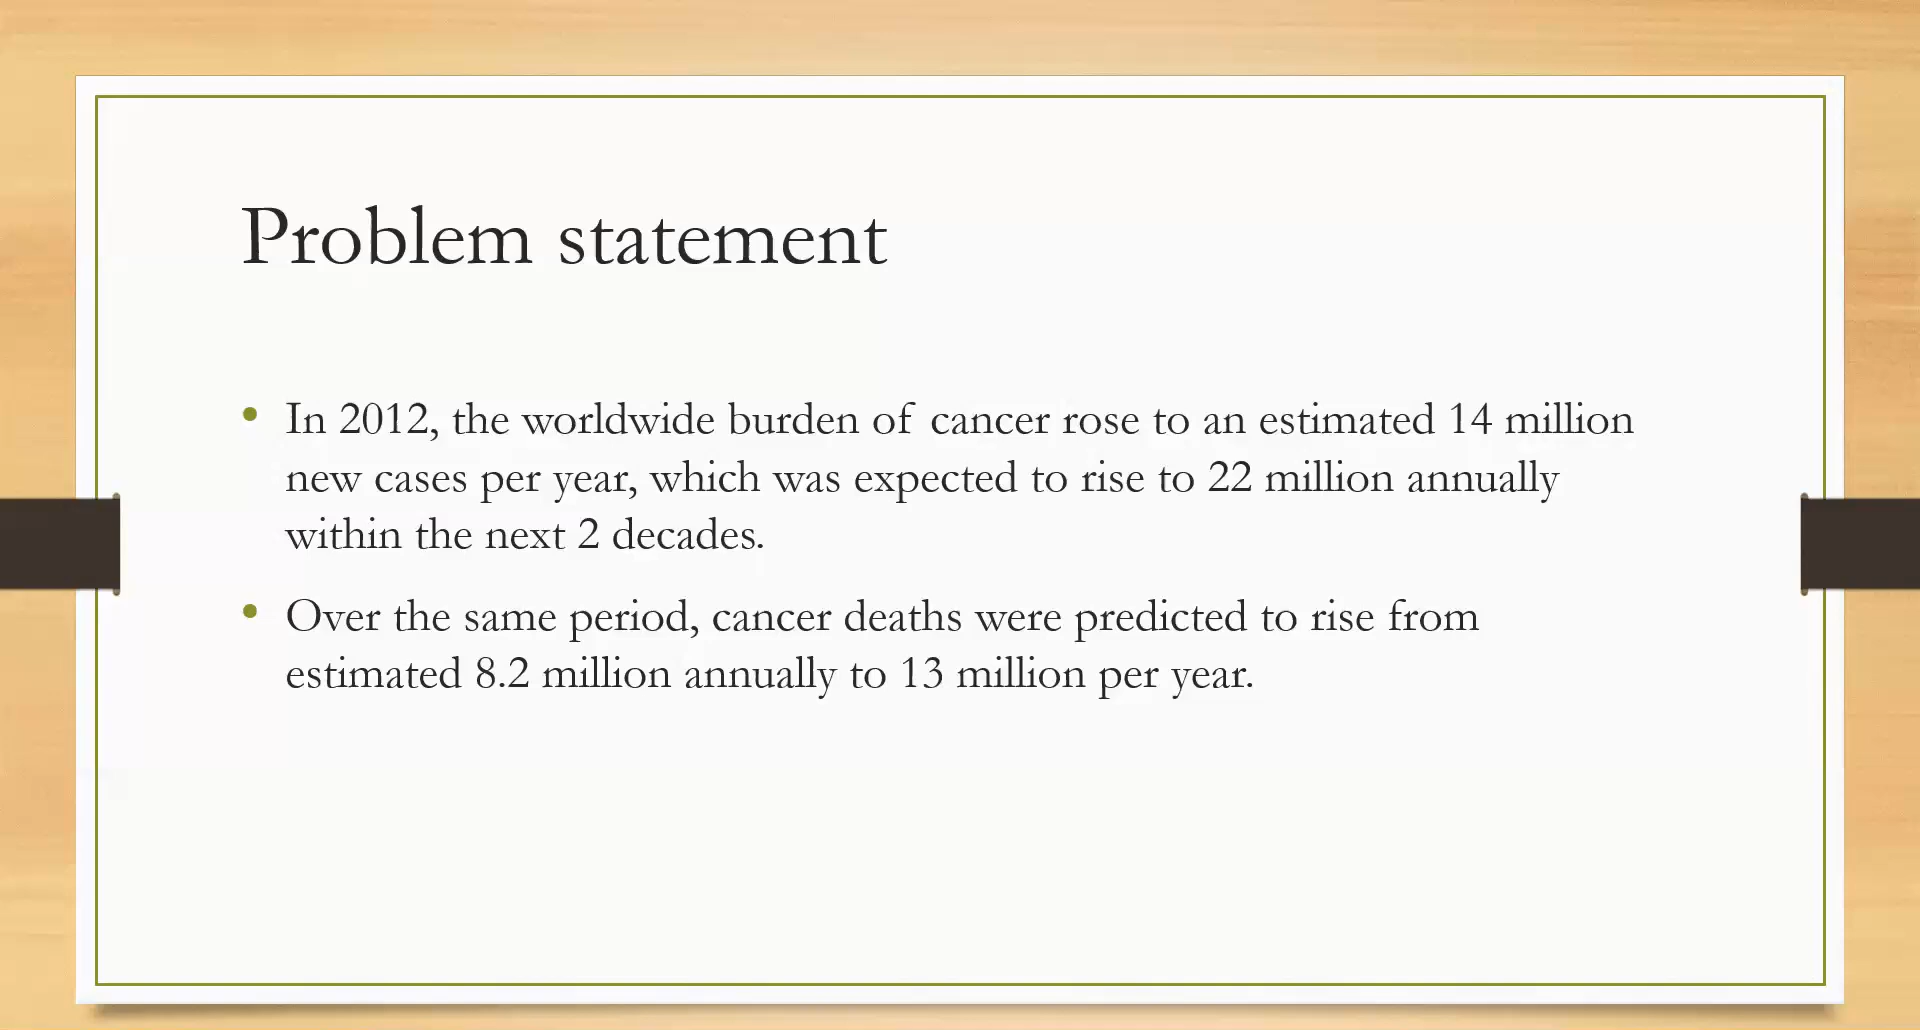 Problem statement
• In 2012, the worldwide burden of cancer rose to an estimated 14 million
new cases per year, which was expected to rise to 22 million annually
within the next 2 decades.
• Over the same period, cancer deaths were predicted to rise from
estimated 8.2 million annually to 13 million per year.